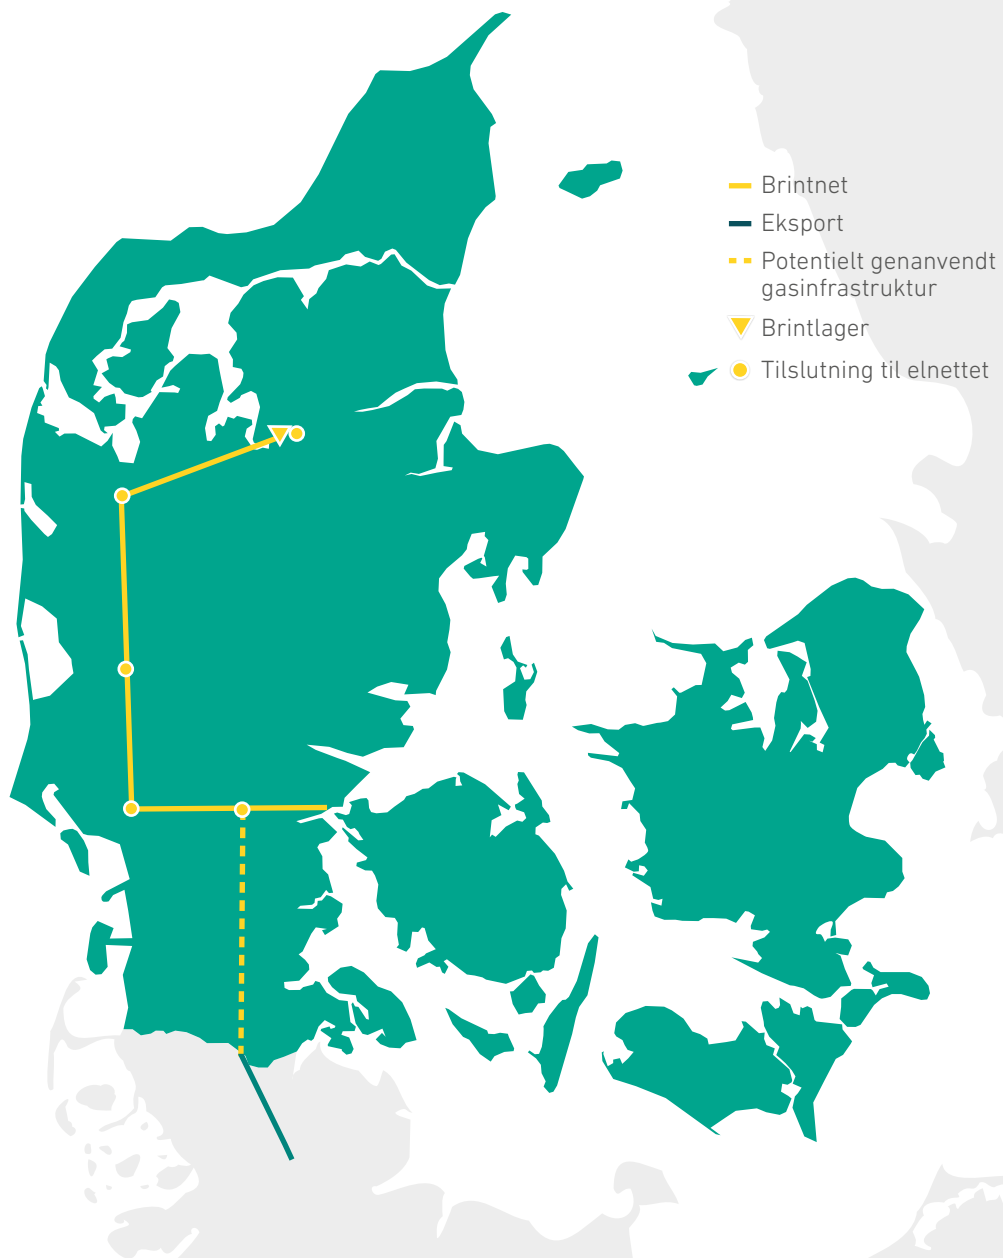 Brintnet
Eksport
Potentielt genanvendt
gasinfrastruktur
Brintlager
Tilslutning til elnettet